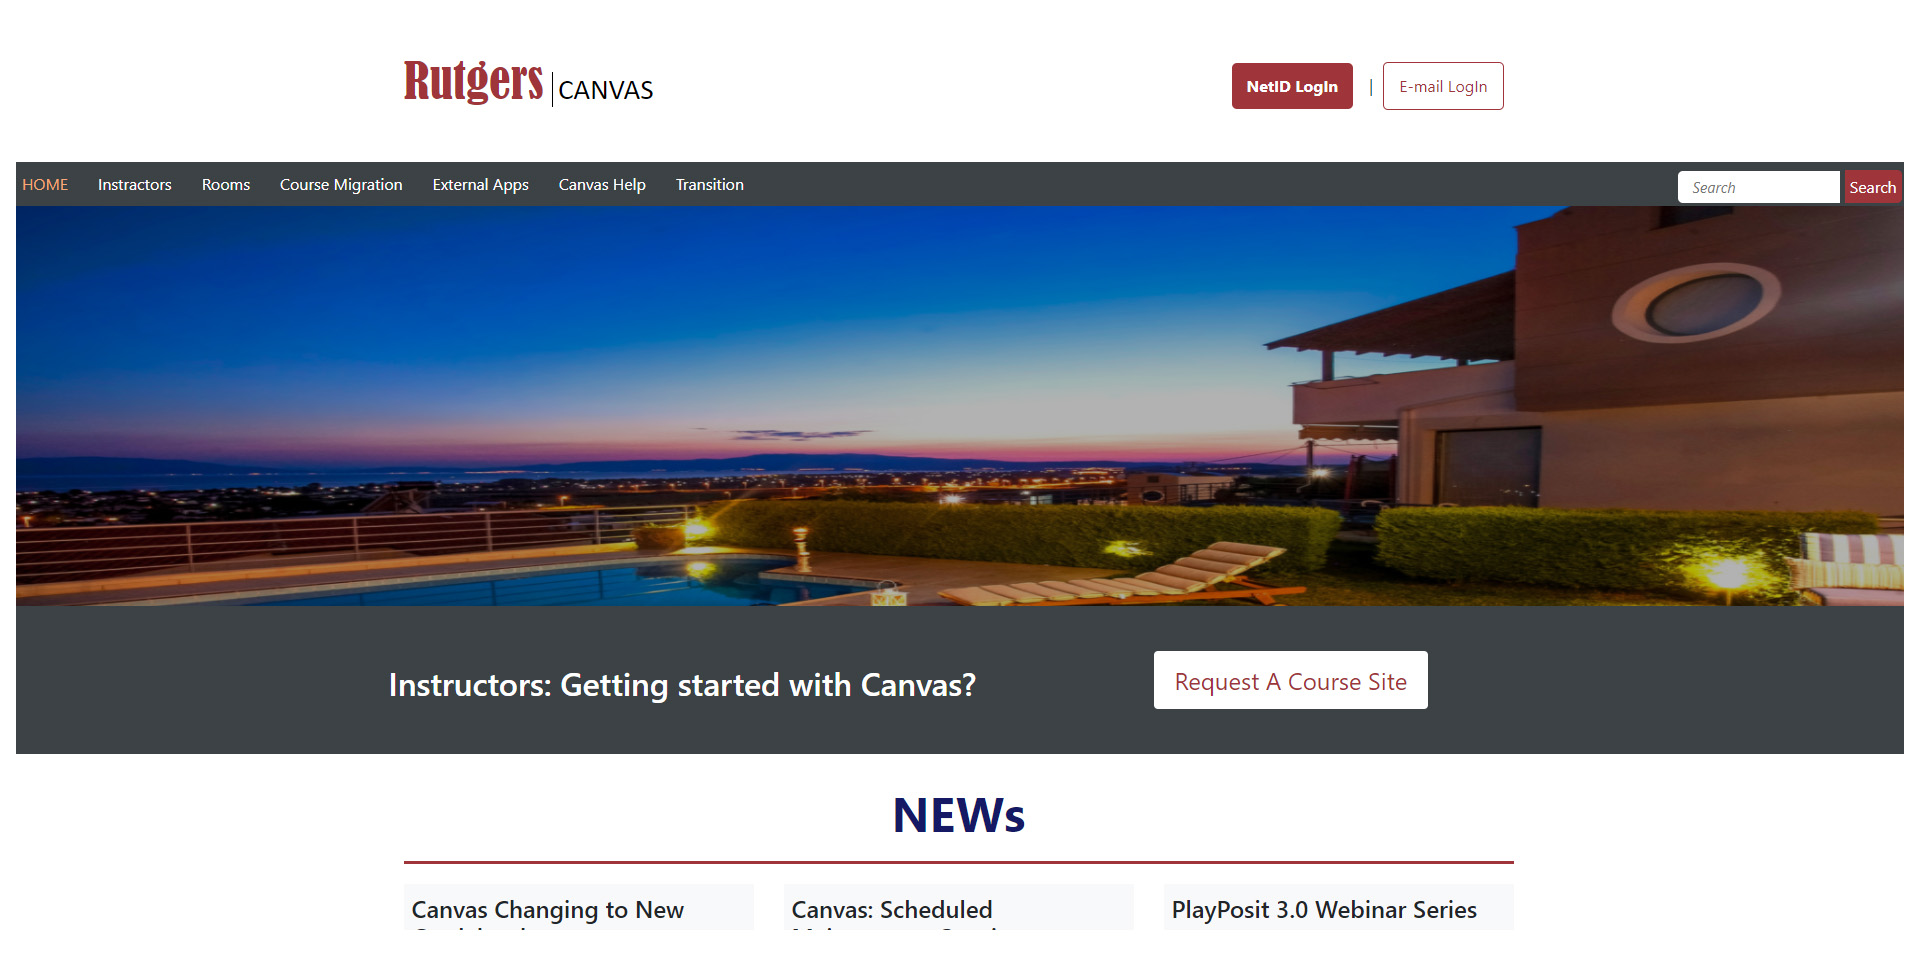 Rutgers | CANVAS
NetID LogIn | E-mail LogIn
HOME Instractors Rooms Course Migration External Apps Canvas Help Transition Search Search
Instructors: Getting started with Canvas?
Request A Course Site
NEWs
Canvas Changing to New
Canvas: Scheduled
PlayPosit 3.0 Webinar Series